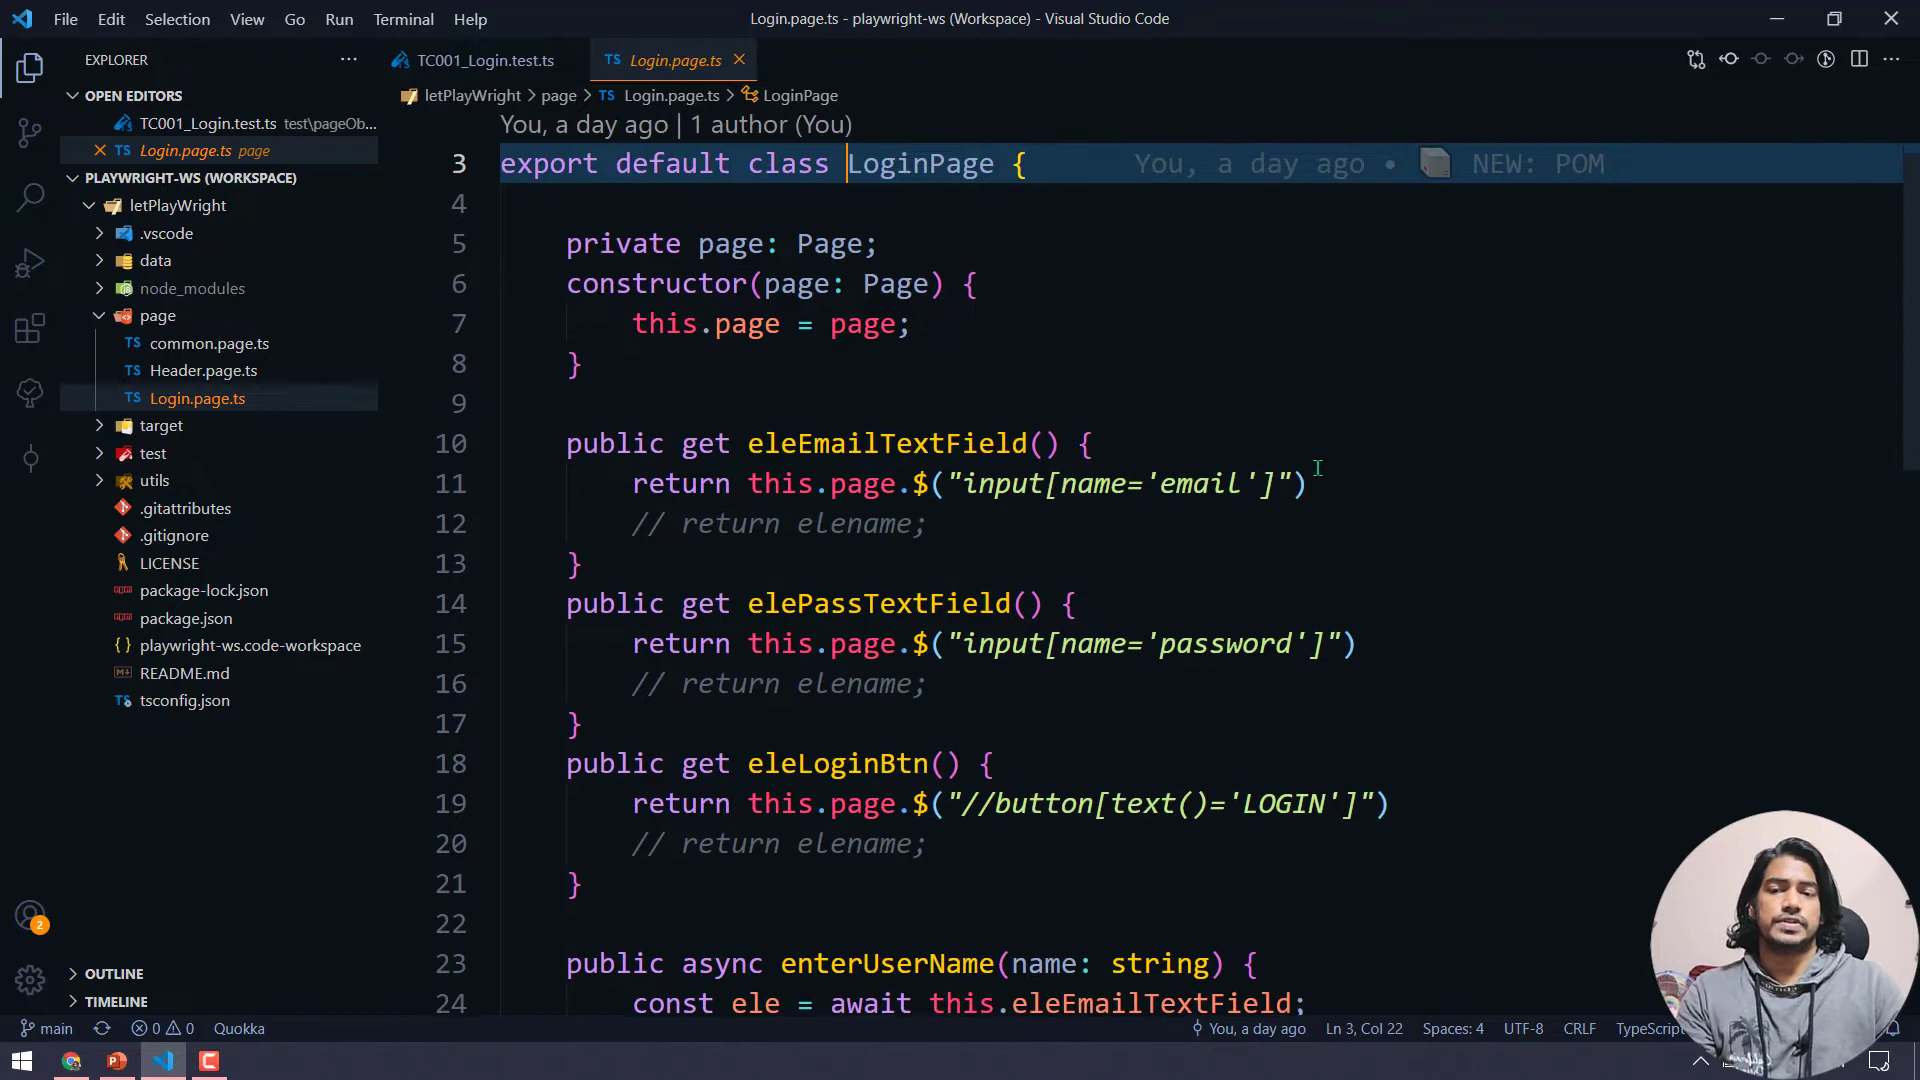 File Edit Selection View Go Run Terminal Help
Login.page.ts - playwright-ws (Workspace) - Visual Studio Code
EXPLORER
OPEN EDITORS
TC001_Login.test.ts test\pageOb...
Login.page.ts page
PLAYWRIGHT-WS (WORKSPACE)
letPlayWright
.vscode
data
node_modules
page
common.page.ts
Header.page.ts
Login.page.ts
target
test
utils
.gitattributes
.gitignore
LICENSE
package-lock.json
package.json
playwright-ws.code-workspace
README.md
tsconfig.json
OUTLINE
TIMELINE
TC001_Login.test.ts
TS Login.page.ts
letPlayWright > page > TS Login.page.ts > LoginPage
You, a day ago | 1 author (You)
3 export default class LoginPage { You, a day ago • NEW: POM
4
5 private page: Page;
6 constructor(page: Page) {
7 this.page = page;
8 }
9
10 public get eleEmailTextField() {
11 return this.page.$("input[name='email']")
12 // return elename;
13 }
14 public get elePassTextField() {
15 return this.page.$("input[name='password']")
16 // return elename;
17 }
18 public get eleLoginBtn() {
19 return this.page.$("//button[text()='LOGIN']")
20 // return elename;
21 }
22
23 public async enterUserName(name: string) {
24 const ele = await this.eleEmailTextField;
2
main 0 0 Quokka
You, a day ago Ln 3, Col 22 Spaces: 4 UTF-8 CRLF TypeScript